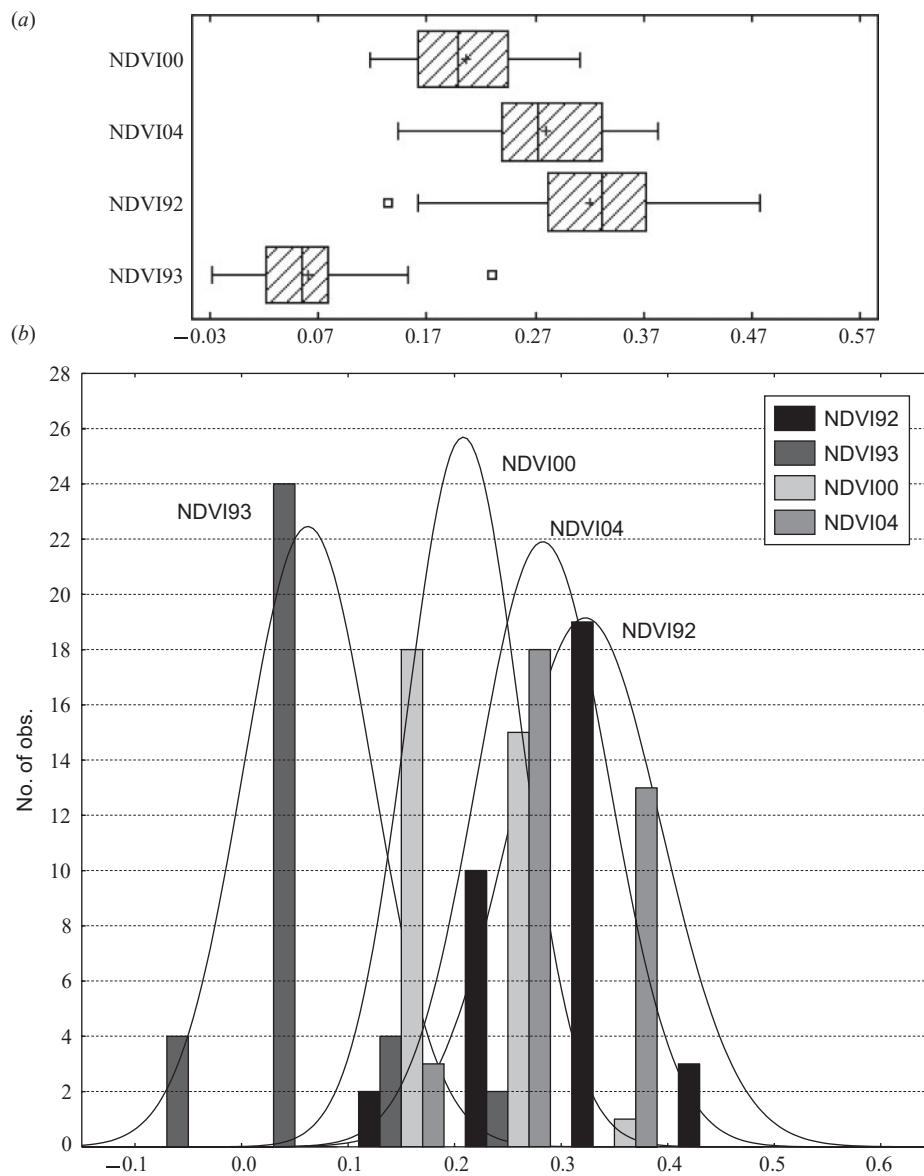 (a)
NDVI00
NDVI04
NDVI92
NDVI93
−0.03 0.07 0.17 0.27 0.37 0.47 0.57
(b)
28
26
24
22
20
18
16
14
12
10
8
6
4
2
0
No. of obs.
NDVI93
NDVI00
NDVI04
NDVI92
NDVI92
NDVI93
NDVI00
NDVI04
−0.1 0.0 0.1 0.2 0.3 0.4 0.5 0.6